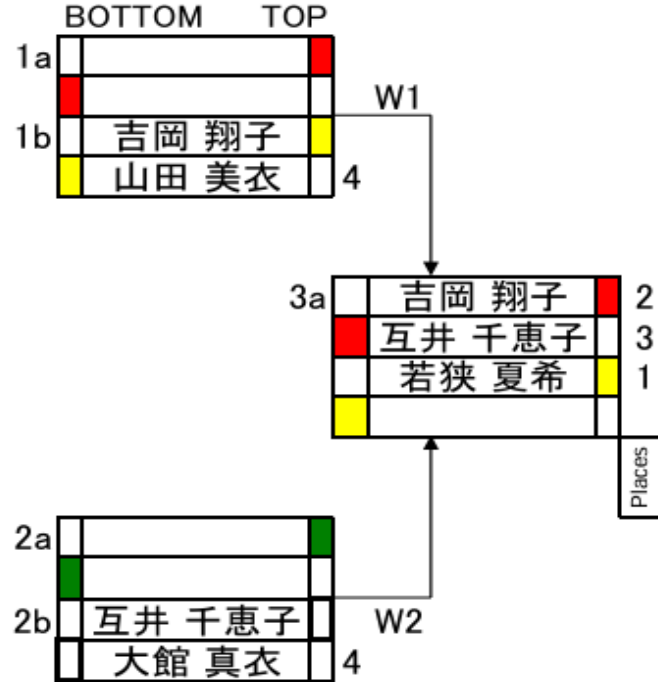 BOTTOM TOP
1a
W1
1b 吉岡 翔子
山田 美衣 4
3a 吉岡 翔子 2
互井 千恵子 3
若狭 夏希 1
Places
2a
2b 互井 千恵子 W2
大館 真衣 4